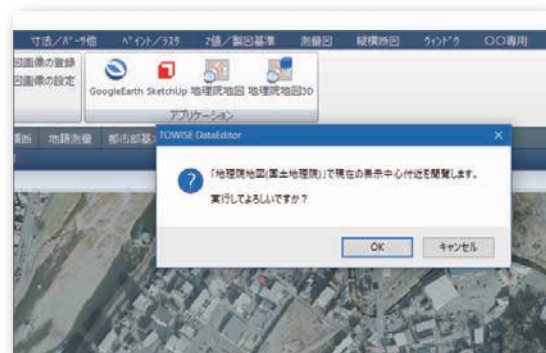 寸法/ﾊﾟｰﾂ他 ﾍﾟｲﾝﾄ/ﾗｽﾀ 2値/製図基準 測量図 縦横断図 ｳｨﾝﾄﾞｳ 〇〇専用
図画像の登録
図画像の設定
GoogleEarth SketchUp 地理院地図 地理院地図3D
アプリケーション
横断 地籍測量 都市部基
TOWISE DataEditor
「地理院地図(国土地理院)」で現在の表示中心付近を閲覧します。
実行してよろしいですか？
OK キャンセル